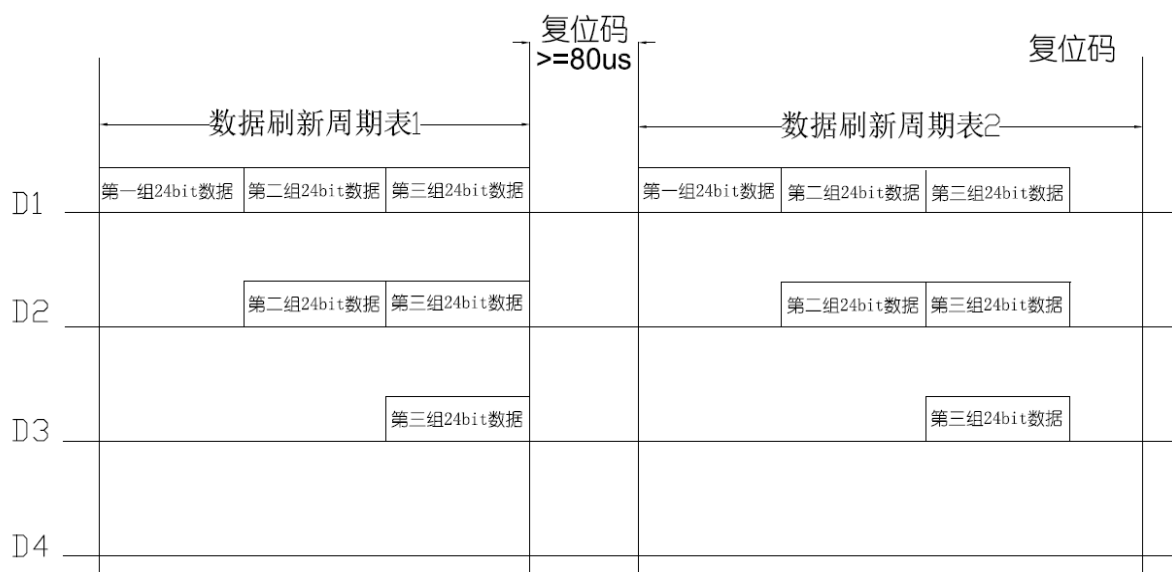 复位码
>=80us
复位码
数据刷新周期表1
数据刷新周期表2
D1
第一组24bit数据
第二组24bit数据
第三组24bit数据
第一组24bit数据
第二组24bit数据
第三组24bit数据
D2
第二组24bit数据
第三组24bit数据
第二组24bit数据
第三组24bit数据
D3
第三组24bit数据
第三组24bit数据
D4